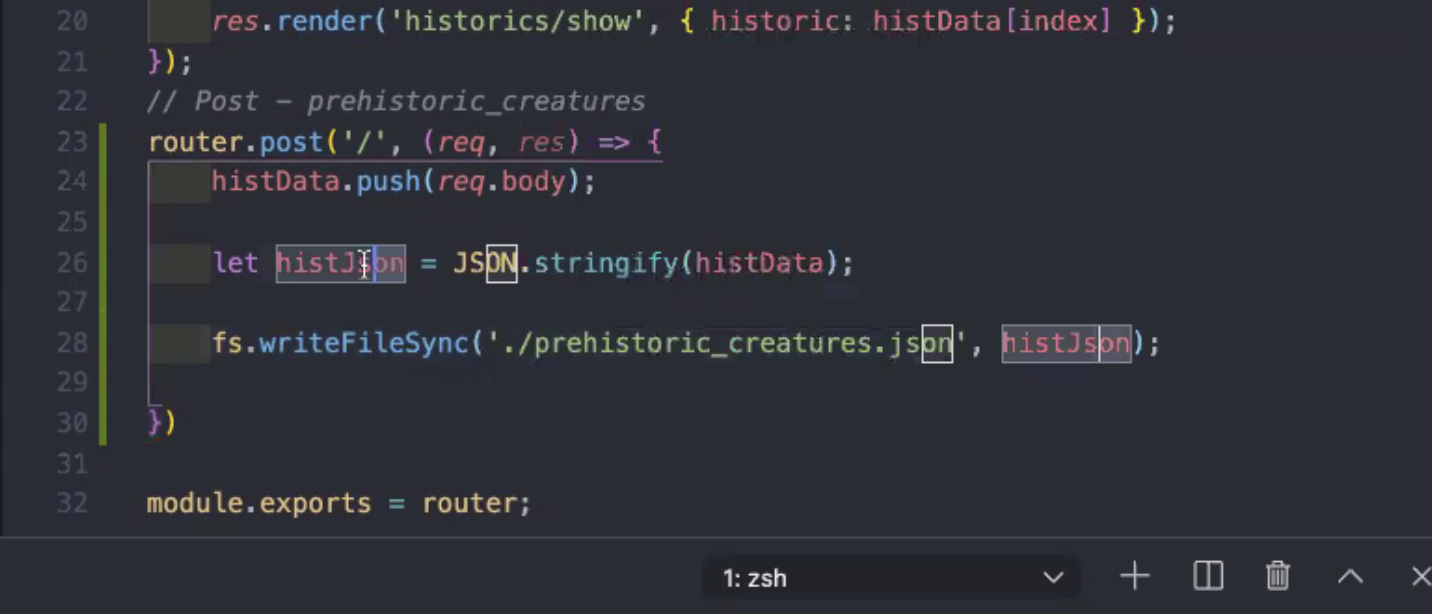 20 res.render('historics/show', { historic: histData[index] });
21 });
22 // Post – prehistoric_creatures
23 router.post('/', (req, res) => {
24 histData.push(req.body);
25
26 let histJson = JSON.stringify(histData);
27
28 fs.writeFileSync('./prehistoric_creatures.json', histJson);
29
30 })
31
32 module.exports = router;
1: zsh